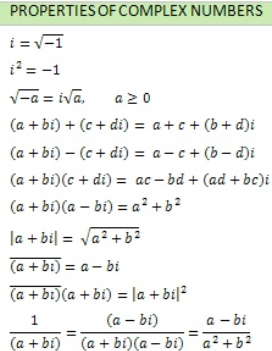 PROPERTIES OF COMPLEX NUMBERS
i = √−1
i² = −1
√−a = i√a, a ≥ 0
(a + bi) + (c + di) = a + c + (b + d)i
(a + bi) − (c + di) = a − c + (b − d)i
(a + bi)(c + di) = ac − bd + (ad + bc)i
(a + bi)(a − bi) = a² + b²
|a + bi| = √a² + b²
(a + bi)‾ = a − bi
(a + bi)‾(a + bi) = |a + bi|²
1/(a + bi) = (a − bi)/((a + bi)(a − bi)) = (a − bi)/(a² + b²)